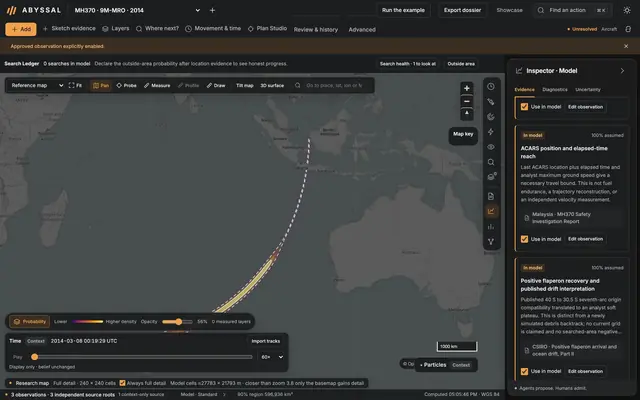 ABYSSAL
MH370 · 9M-MRO · 2014
Run the example
Export dossier
Showcase
Find an action
⌘K
+ Add
Sketch evidence
Layers
Where next?
Movement & time
Plan Studio
Review & history
Advanced
Unresolved
Aircraft
Approved observation explicitly enabled.
Search Ledger
0 searches in model
Declare the outside-area probability after location evidence to see honest progress.
Search health · 1 to look at
Outside area
Reference map
Fit
Pan
Probe
Measure
Profile
Draw
Tilt map
3D surface
Map key
Probability
Lower
Higher density
Opacity
56%
0 measured layers
Time
Context
2014-03-08 00:19:29 UTC
Import tracks
Play
60×
Display only · belief unchanged
1000 km
Particles
Context
Research map
Full detail · 240 × 240 cells
Always full detail
3 observations · 3 independent source roots
1 context-only source
Model · Standard
Inspector · Model
Evidence
Diagnostics
Uncertainty
Use in model
Edit observation
In model
100% assumed
ACARS position and elapsed-time
reach
Last ACARS location plus elapsed time and
analyst maximum ground speed give a
necessary travel bound. This is not fuel
endurance, a trajectory reconstruction, or
an independent velocity measurement.
Malaysia · MH370 Safety
Investigation Report
Use in model
Edit observation
In model
100% assumed
Positive flaperon recovery and
published drift interpretation
Published 40 S to 30.5 S seventh-arc origin
compatibility translated to an analyst soft
plateau. This is distinct from a newly
simulated debris backtrack; no current grid is
claimed and no searched-area negative...
CSIRO · Positive flaperon arrival and
ocean drift, Part II
Use in model
Edit observation
Agents propose. Humans admit.